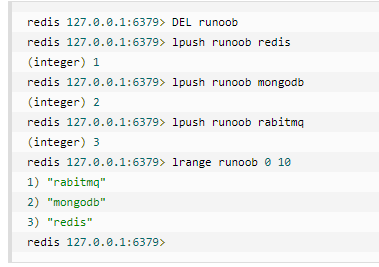 redis 127.0.0.1:6379> DEL runoob
redis 127.0.0.1:6379> lpush runoob redis
(integer) 1
redis 127.0.0.1:6379> lpush runoob mongodb
(integer) 2
redis 127.0.0.1:6379> lpush runoob rabitmq
(integer) 3
redis 127.0.0.1:6379> lrange runoob 0 10
1) "rabitmq"
2) "mongodb"
3) "redis"
redis 127.0.0.1:6379>